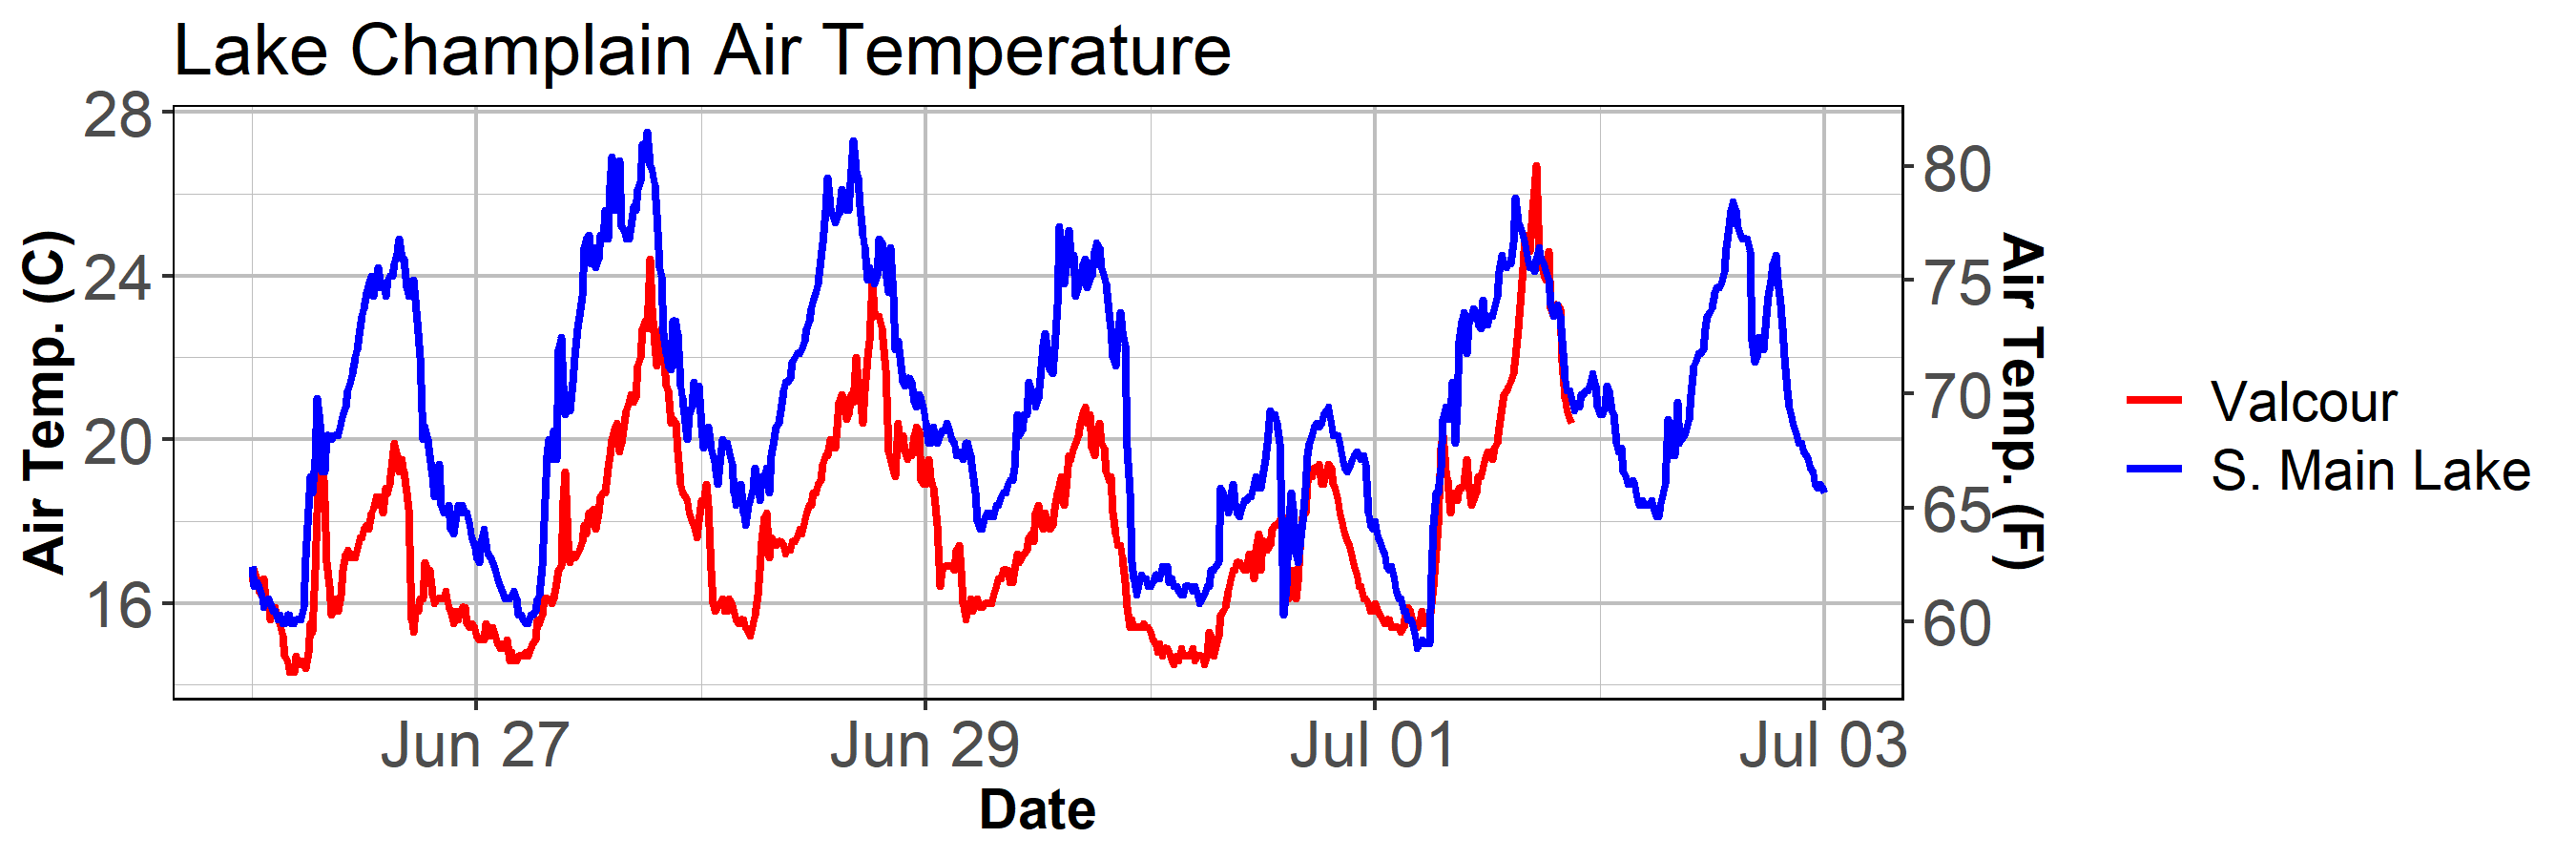 Lake Champlain Air Temperature
28
24
20
16
Air Temp. (C)
80
75
70
65
60
Air Temp. (F)
Jun 27
Jun 29
Jul 01
Jul 03
Date
Valcour
S. Main Lake